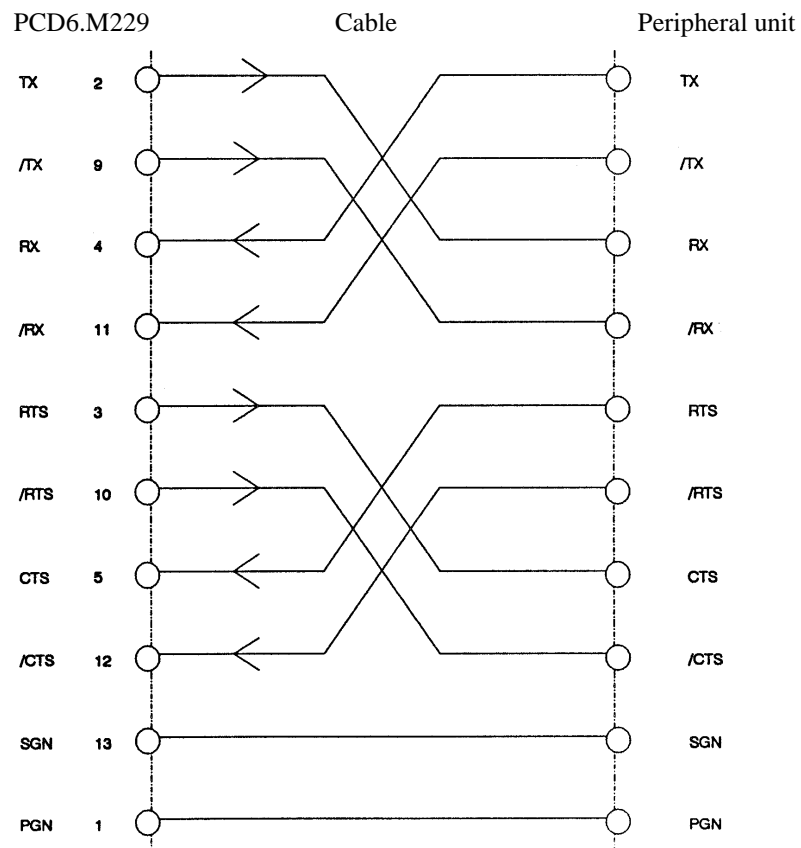 PCD6.M229 Cable Peripheral unit
TX 2 TX
/TX 9 /TX
RX 4 RX
/RX 11 /RX
RTS 3 RTS
/RTS 10 /RTS
CTS 5 CTS
/CTS 12 /CTS
SGN 13 SGN
PGN 1 PGN